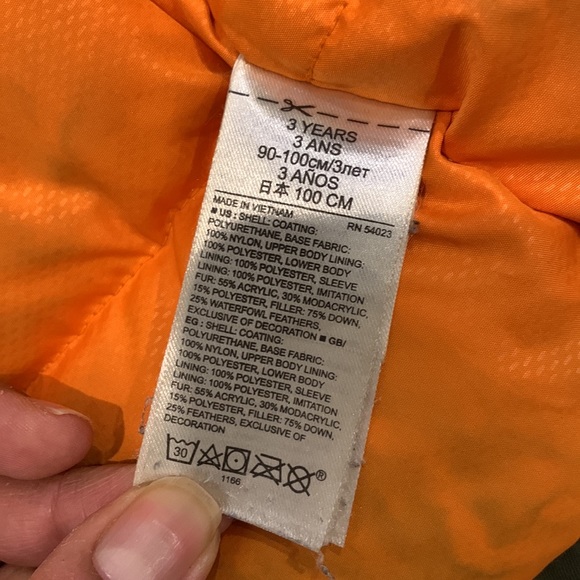 3 YEARS
3 ANS
90-100см/3лет
3 AÑOS
日本 100 CM
MADE IN VIETNAM RN 54023
■ US : SHELL: COATING:
POLYURETHANE, BASE FABRIC:
100% NYLON, UPPER BODY LINING:
100% POLYESTER, LOWER BODY
LINING: 100% POLYESTER, SLEEVE
LINING: 100% POLYESTER, IMITATION
FUR: 55% ACRYLIC, 30% MODACRYLIC,
15% POLYESTER, FILLER: 75% DOWN,
25% WATERFOWL FEATHERS,
EXCLUSIVE OF DECORATION ■ GB/
EG : SHELL: COATING:
POLYURETHANE, BASE FABRIC:
100% NYLON, UPPER BODY LINING:
100% POLYESTER, LOWER BODY
LINING: 100% POLYESTER, SLEEVE
LINING: 100% POLYESTER, IMITATION
FUR: 55% ACRYLIC, 30% MODACRYLIC,
15% POLYESTER, FILLER: 75% DOWN,
25% FEATHERS, EXCLUSIVE OF
DECORATION
30 ®
1166